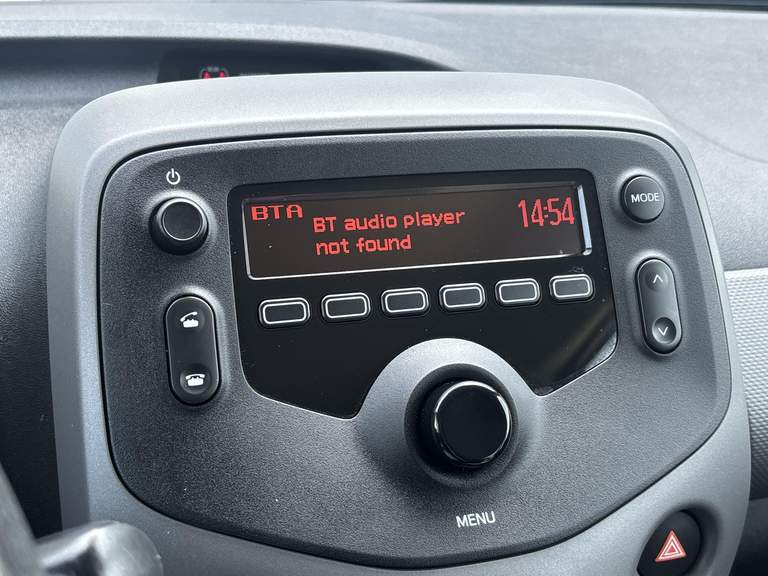 BTA
BT audio player
not found
14:54
MODE
MENU